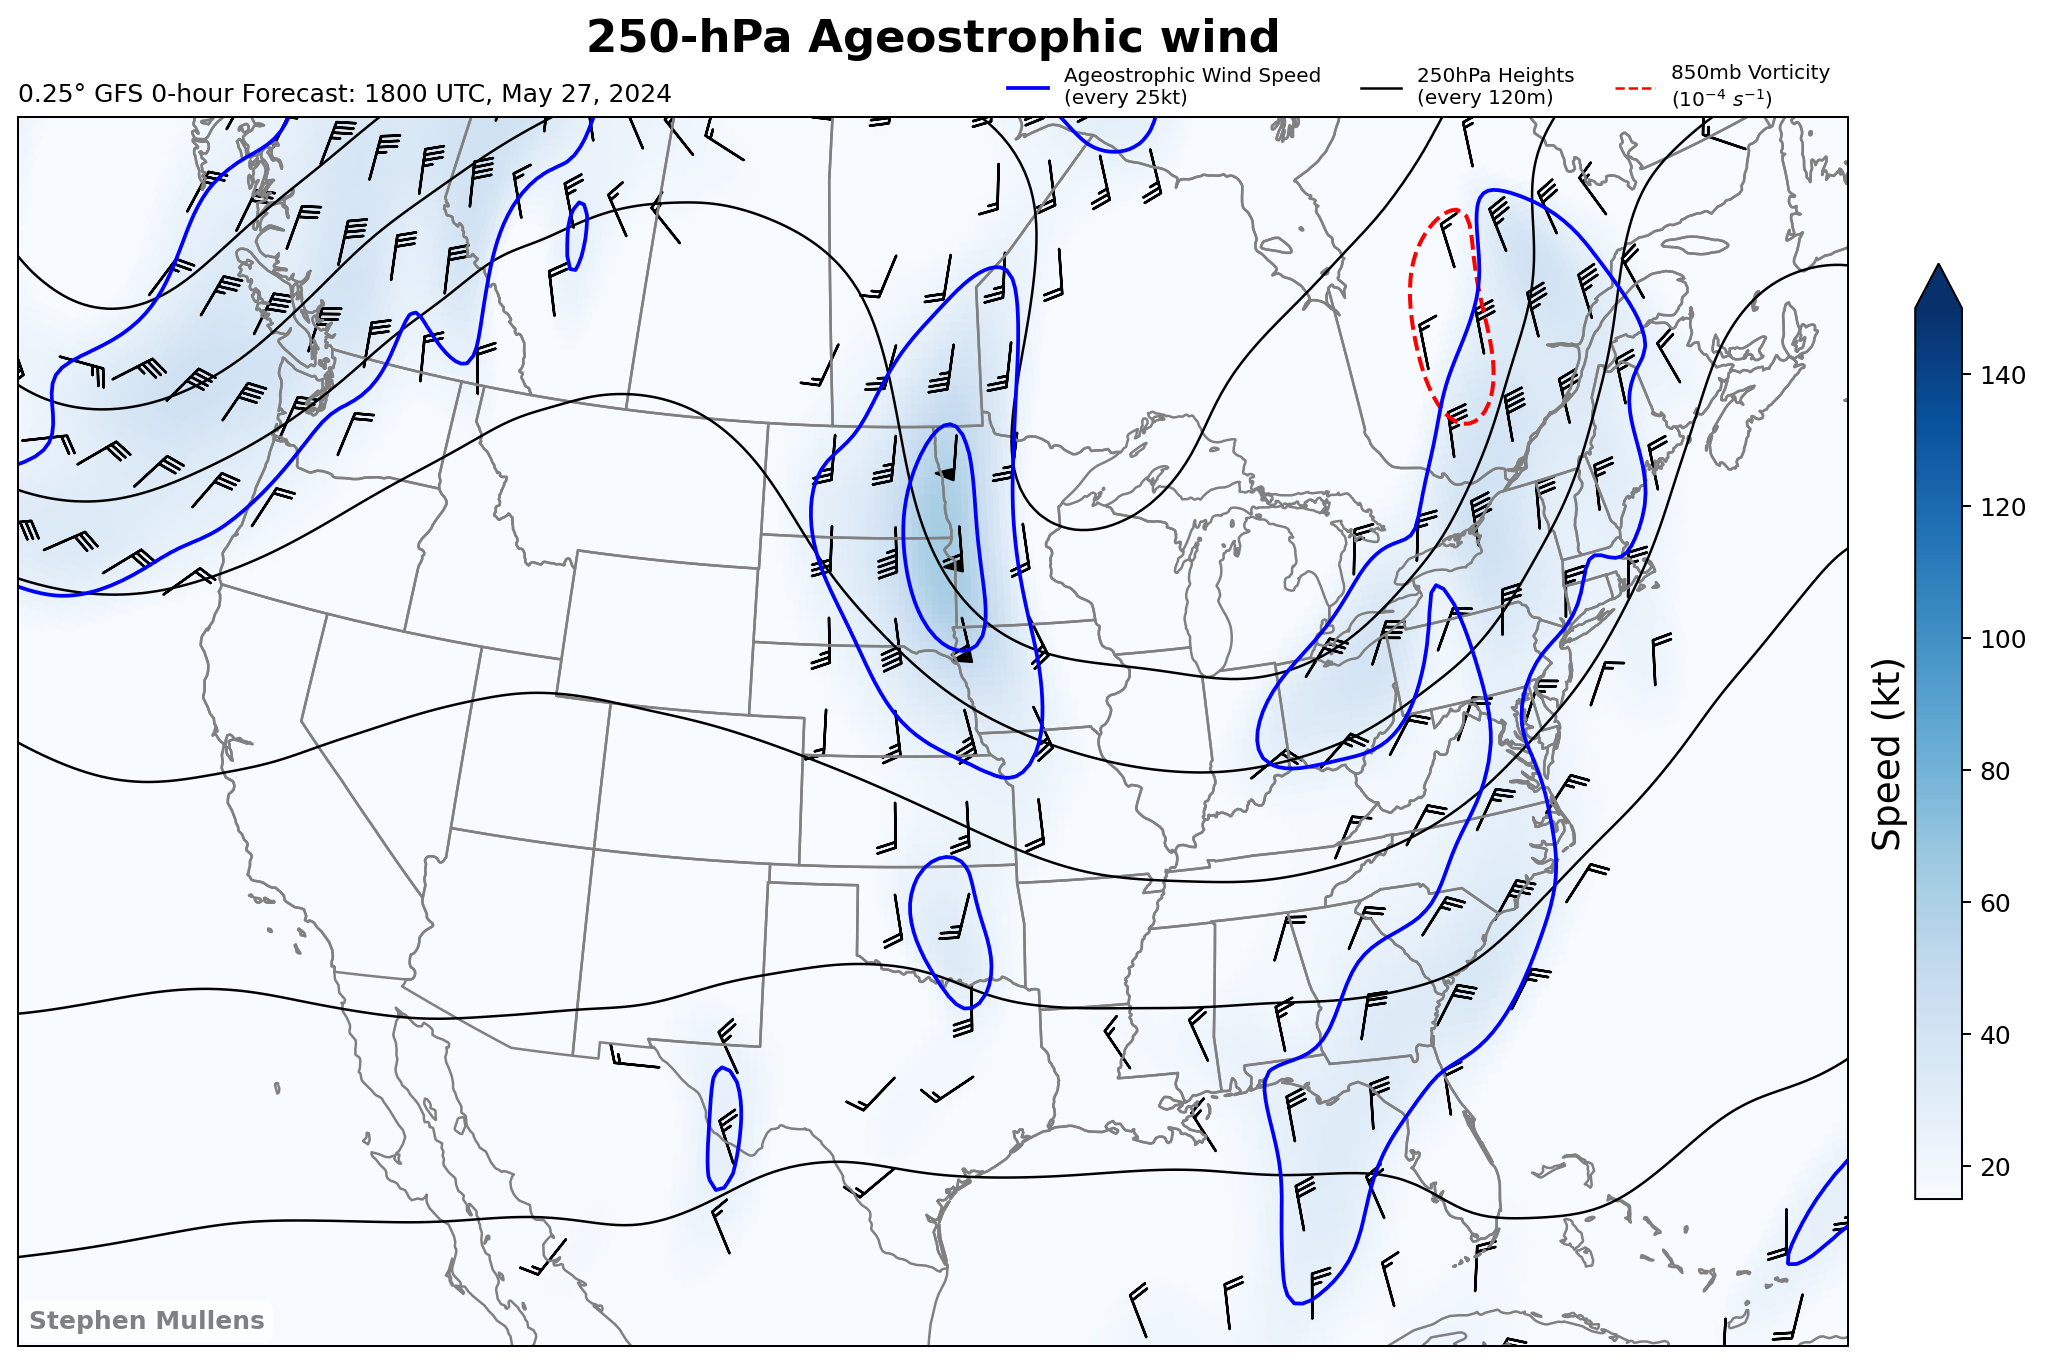 250-hPa Ageostrophic wind
0.25° GFS 0-hour Forecast: 1800 UTC, May 27, 2024
Ageostrophic Wind Speed
(every 25kt)
250hPa Heights
(every 120m)
850mb Vorticity
(10⁻⁴ s⁻¹)
140
120
100
80
60
40
20
Speed (kt)
Stephen Mullens